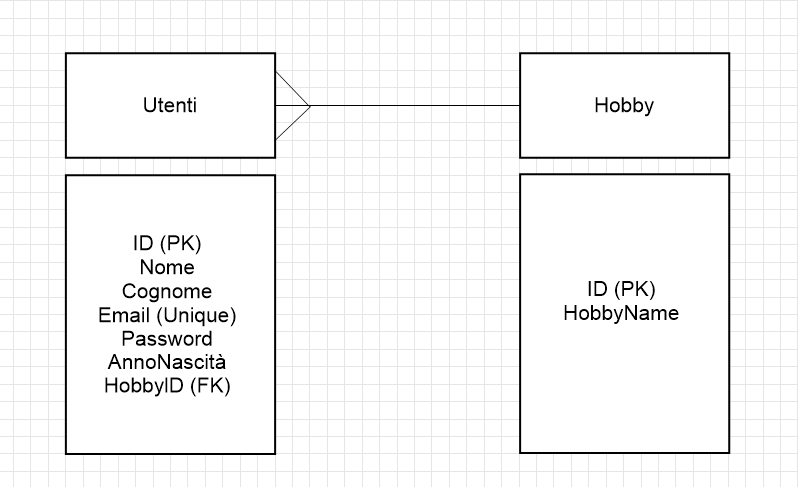 Utenti
Hobby
ID (PK)
Nome
Cognome
Email (Unique)
Password
AnnoNascità
HobbyID (FK)
ID (PK)
HobbyName